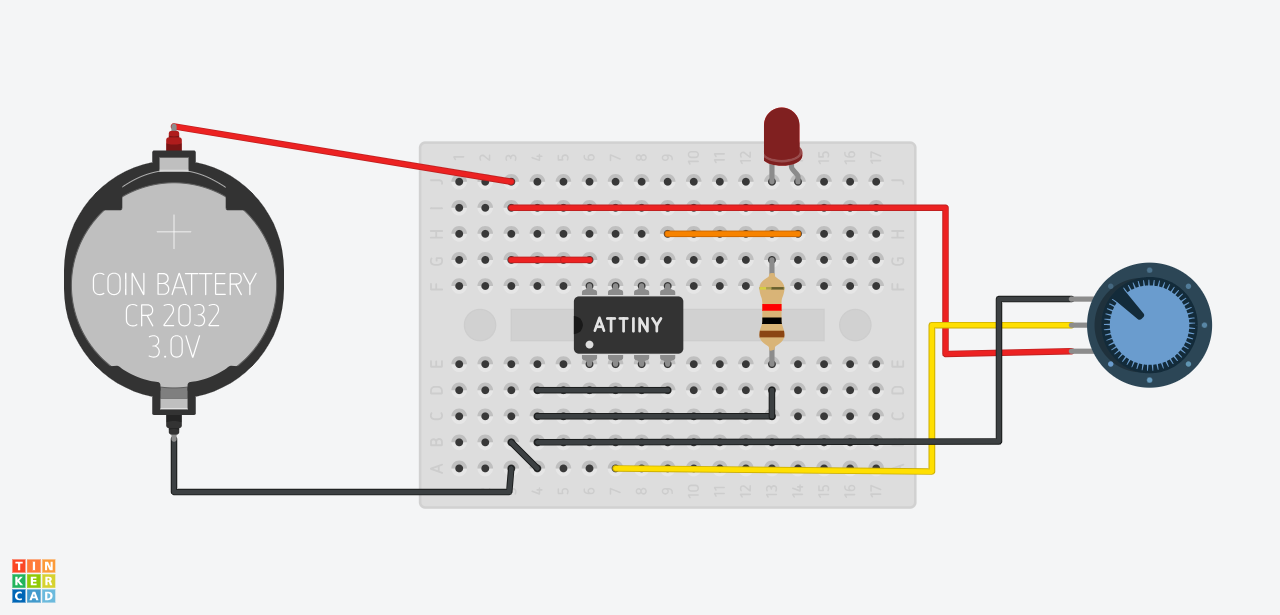 1 2 3 4 5 6 7 8 9 10 11 12 15 16 17
J J
I I
H H
G G
F F
COIN BATTERY
CR 2032
3.0V
ATTINY
E E
D D
C C
B B
A A
4 5 6 7 8 9 10 11 12 13 14 15 16 17
TIN
KER
CAD